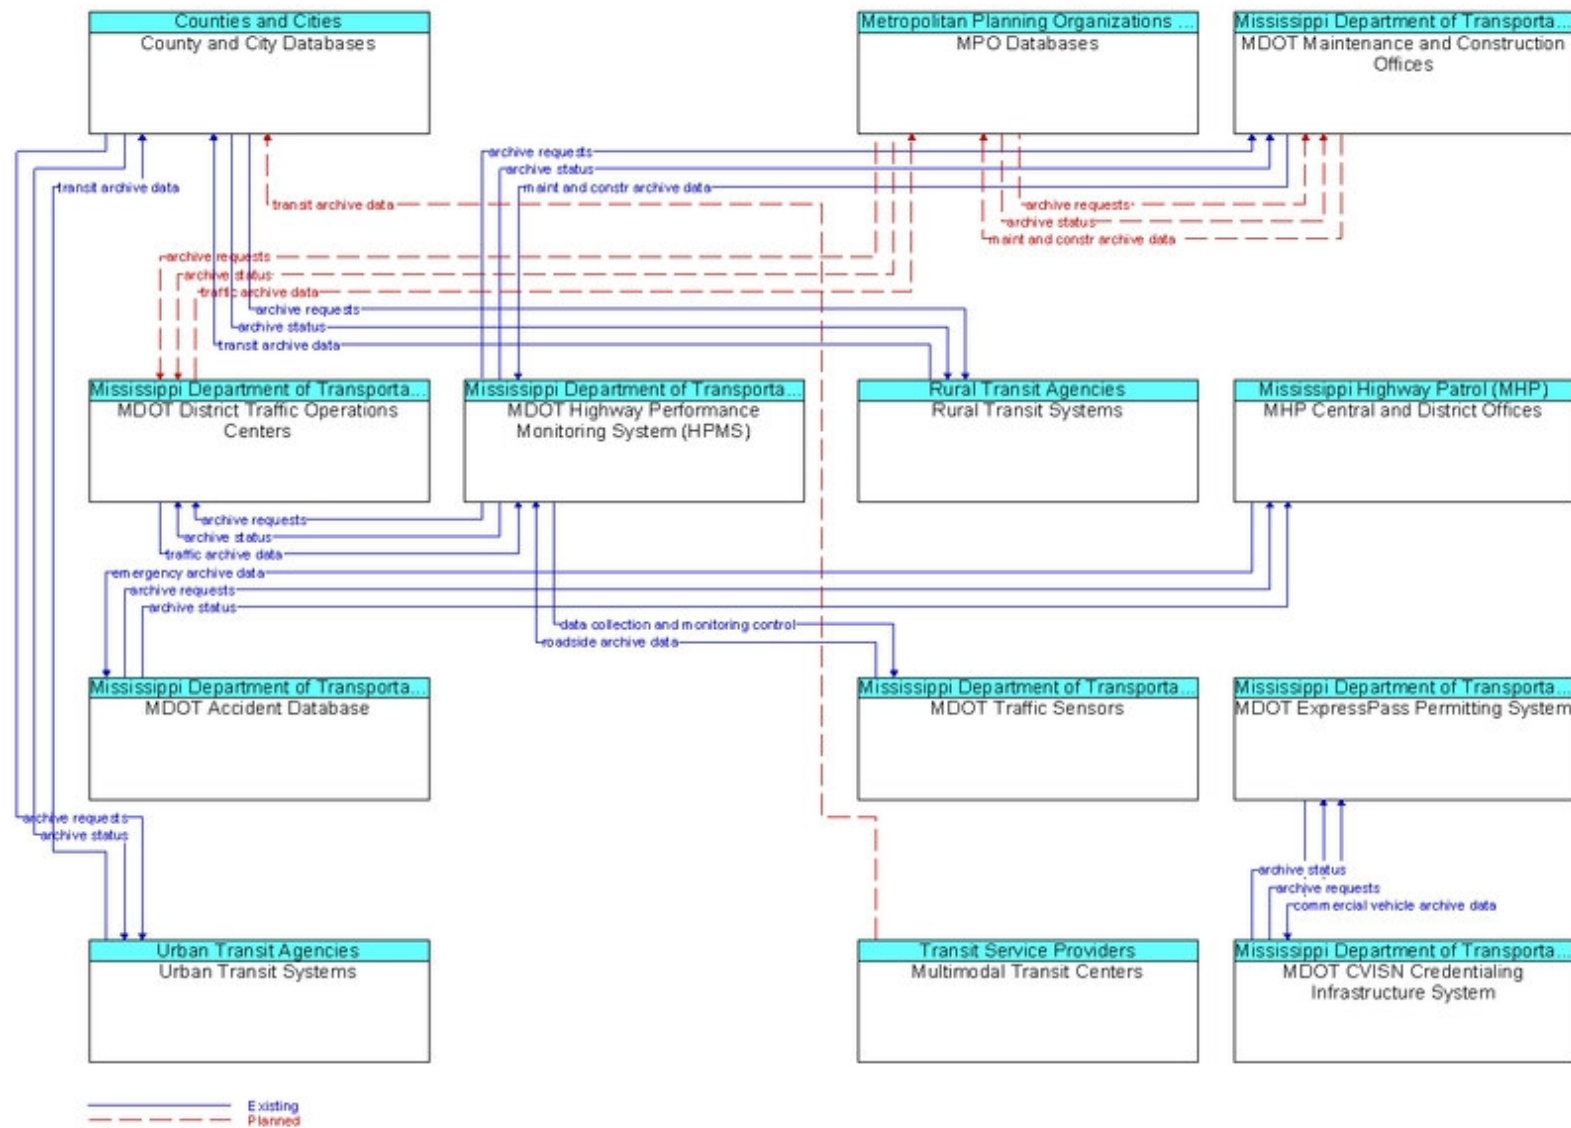 Counties and Cities
County and City Databases
Metropolitan Planning Organizations ...
MPO Databases
Mississippi Department of Transporta...
MDOT Maintenance and Construction
Offices
archive requests
archive status
transit archive data
maint and constr archive data
transit archive data
archive requests
archive status
maint and constr archive data
archive requests
archive status
traffic archive data
archive requests
archive status
transit archive data
Mississippi Department of Transporta...
MDOT District Traffic Operations
Centers
Mississippi Department of Transporta...
MDOT Highway Performance
Monitoring System (HPMS)
Rural Transit Agencies
Rural Transit Systems
Mississippi Highway Patrol (MHP)
MHP Central and District Offices
archive requests
archive status
traffic archive data
emergency archive data
archive requests
archive status
data collection and monitoring control
roadside archive data
Mississippi Department of Transporta...
MDOT Accident Database
Mississippi Department of Transporta...
MDOT Traffic Sensors
Mississippi Department of Transporta...
MDOT ExpressPass Permitting System
archive requests
archive status
archive status
archive requests
commercial vehicle archive data
Urban Transit Agencies
Urban Transit Systems
Transit Service Providers
Multimodal Transit Centers
Mississippi Department of Transporta...
MDOT CVISN Credentialing
Infrastructure System
Existing
Planned